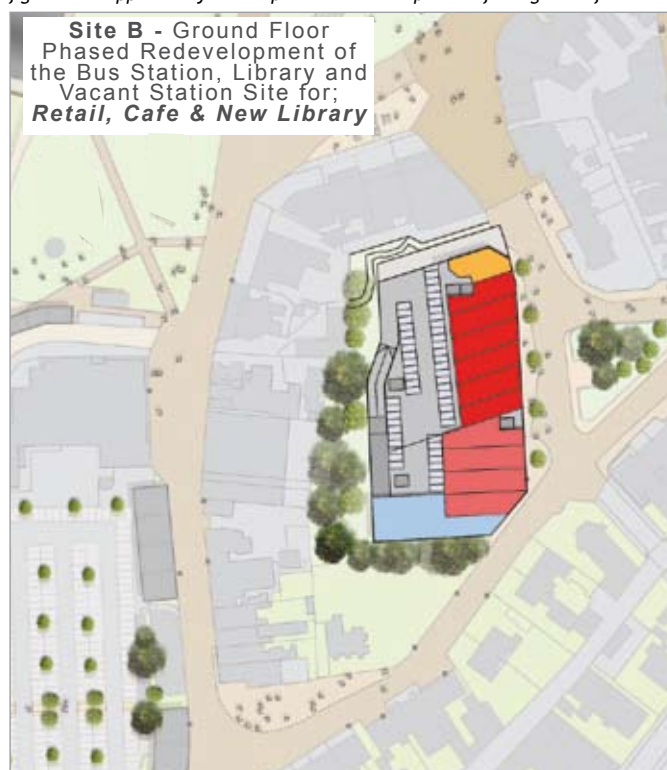 Site B - Ground Floor
Phased Redevelopment of
the Bus Station, Library and
Vacant Station Site for;
Retail, Cafe & New Library